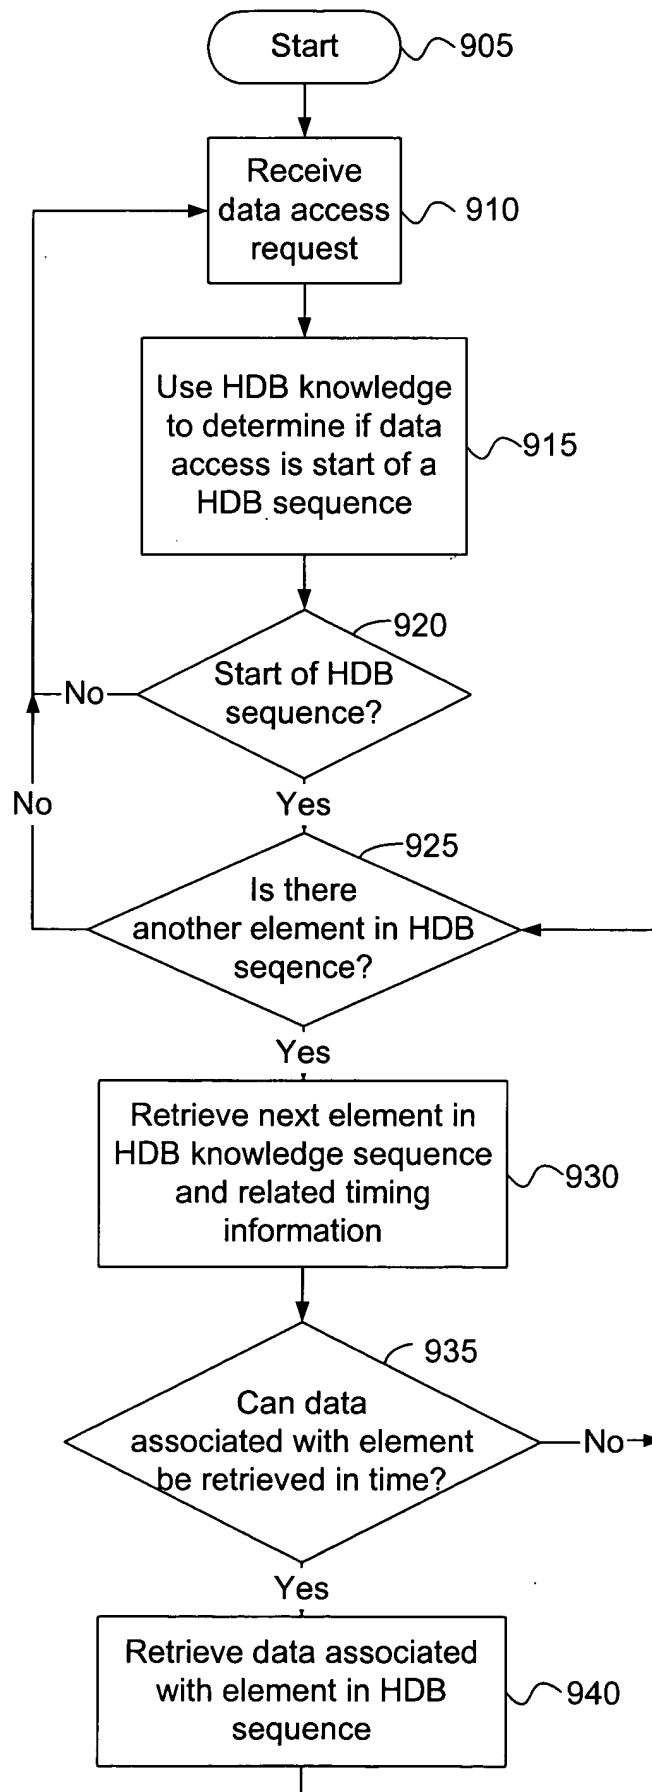 Start
905
Receive
data access
request
910
Use HDB knowledge
to determine if data
access is start of a
HDB sequence
915
920
Start of HDB
sequence?
No
Yes
No
925
Is there
another element in HDB
seqence?
Yes
Retrieve next element in
HDB knowledge sequence
and related timing
information
930
935
Can data
associated with element
be retrieved in time?
No
Yes
Retrieve data associated
with element in HDB
sequence
940